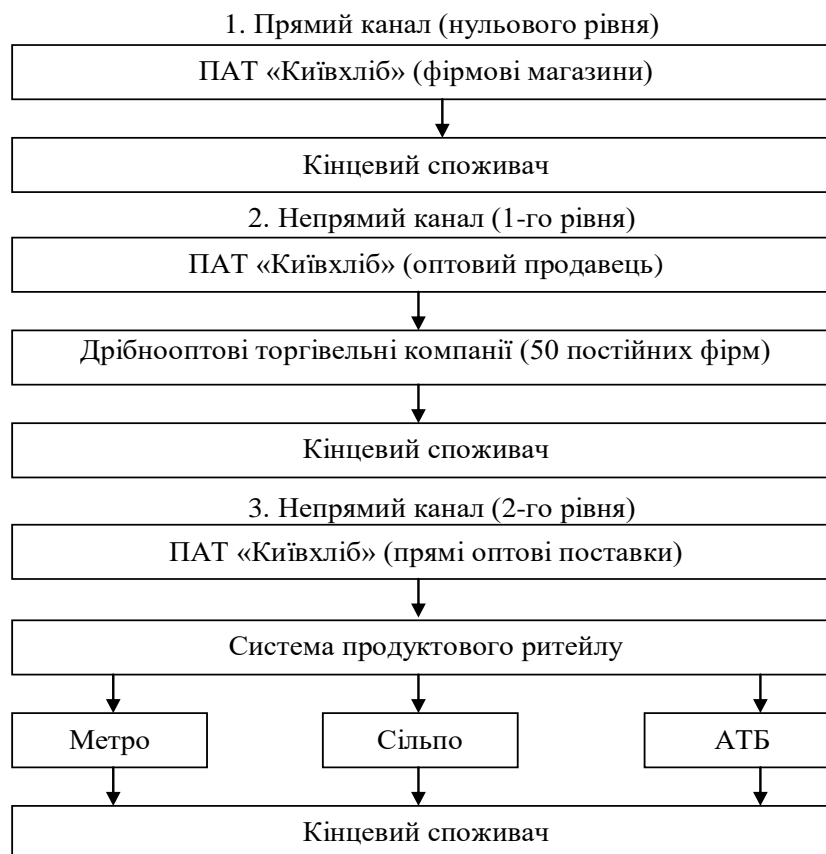 1. Прямий канал (нульового рівня)
ПАТ «Київхліб» (фірмові магазини)
Кінцевий споживач
2. Непрямий канал (1-го рівня)
ПАТ «Київхліб» (оптовий продавець)
Дрібнооптові торгівельні компанії (50 постійних фірм)
Кінцевий споживач
3. Непрямий канал (2-го рівня)
ПАТ «Київхліб» (прямі оптові поставки)
Система продуктового ритейлу
Метро Сільпо АТБ
Кінцевий споживач